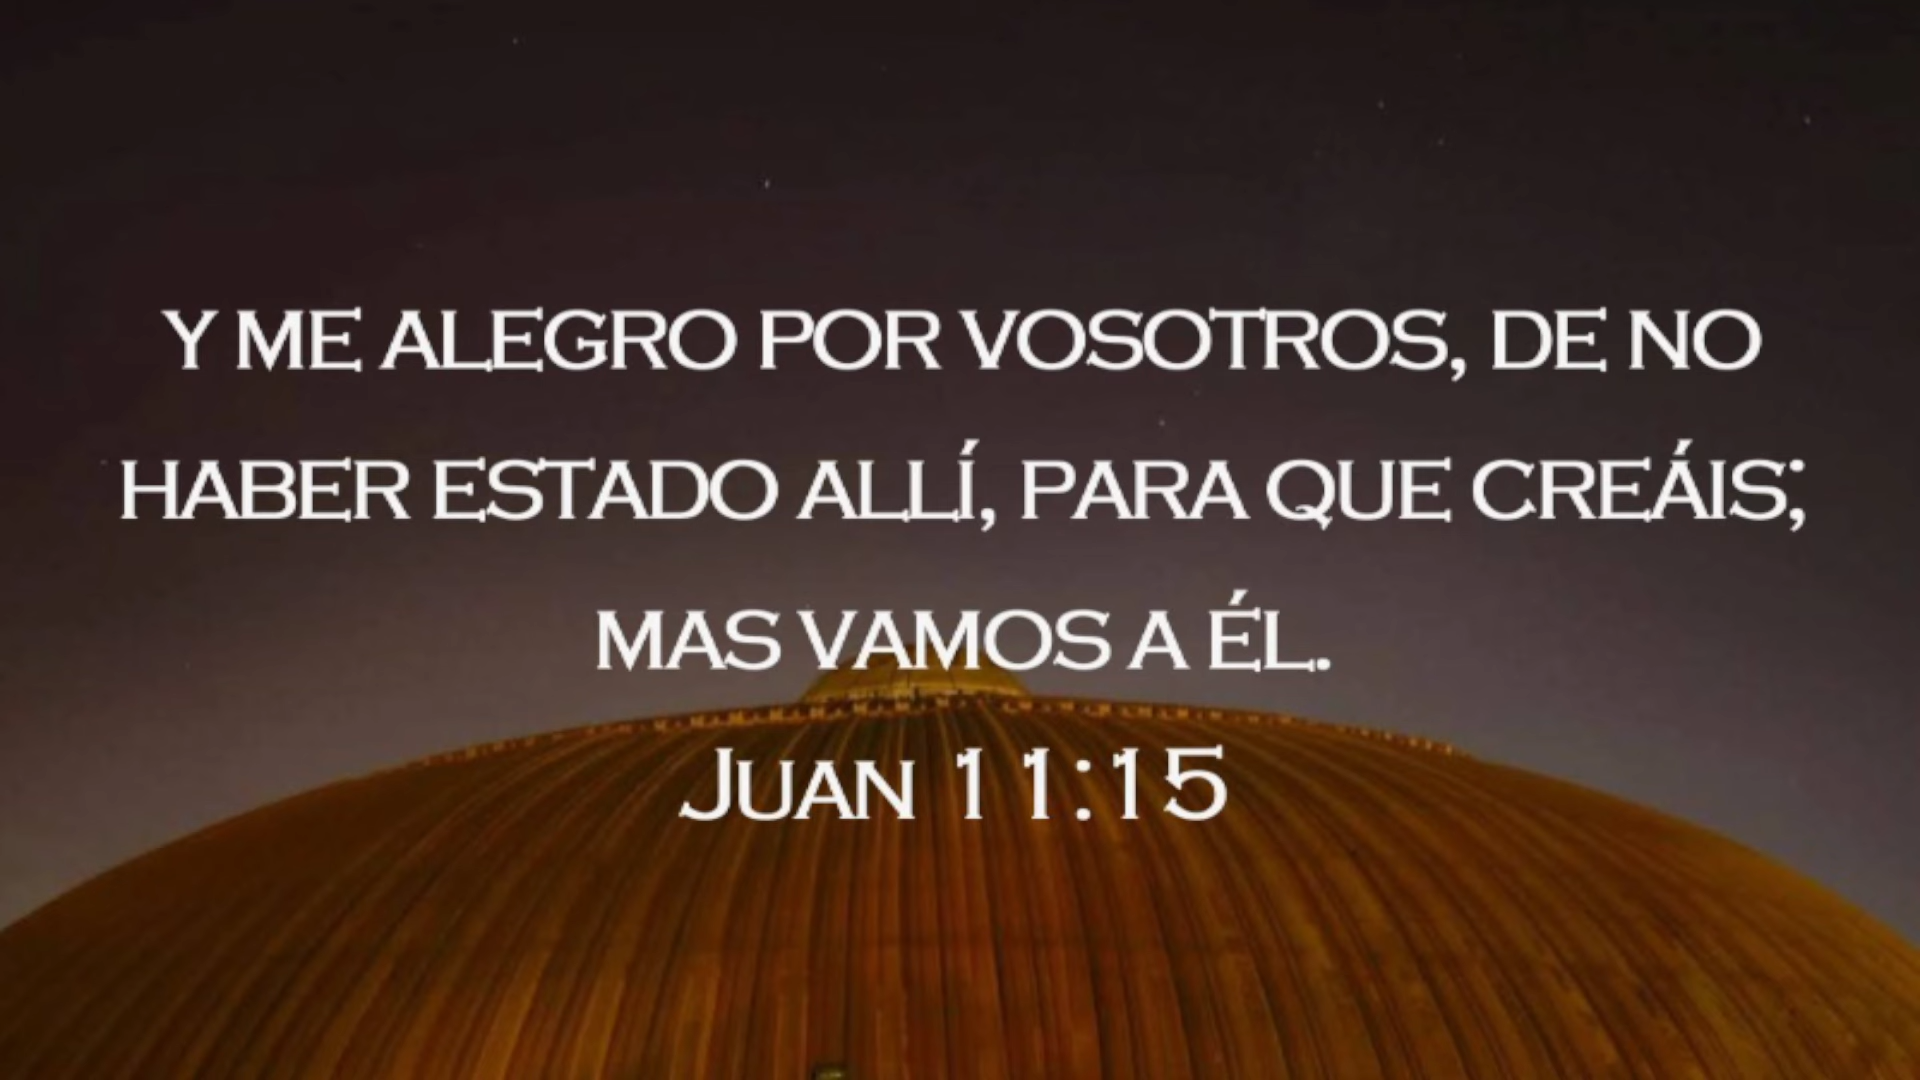 Y ME ALEGRO POR VOSOTROS, DE NO
HABER ESTADO ALLÍ, PARA QUE CREÁIS;
MAS VAMOS A ÉL.
JUAN 11:15